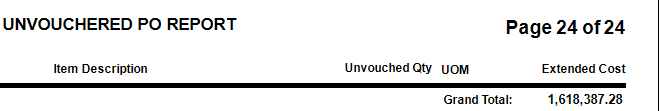 UNVOUCHERED PO REPORT Page 24 of 24
Item Description Unvouched Qty UOM Extended Cost
Grand Total: 1,618,387.28